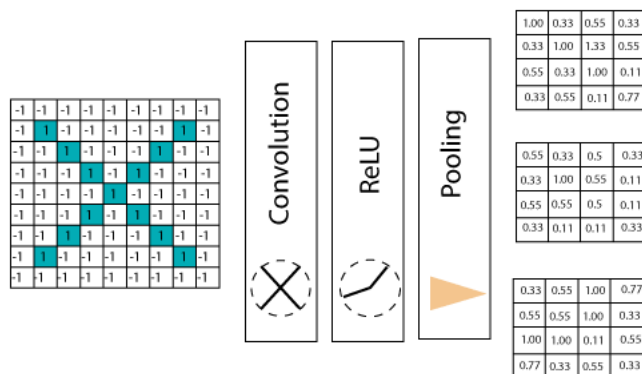 -1 -1 -1 -1 -1 -1 -1 -1 -1
-1 1 -1 -1 -1 -1 -1 1 -1
-1 -1 1 -1 -1 -1 1 -1 -1
-1 -1 -1 1 -1 1 -1 -1 -1
-1 -1 -1 -1 1 -1 -1 -1 -1
-1 -1 -1 1 -1 1 -1 -1 -1
-1 -1 1 -1 -1 -1 1 -1 -1
-1 1 -1 -1 -1 -1 -1 1 -1
-1 -1 -1 -1 -1 -1 -1 -1 -1
Convolution
ReLU
Pooling
1.00 0.33 0.55 0.33
0.33 1.00 1.33 0.55
0.55 0.33 1.00 0.11
0.33 0.55 0.11 0.77
0.55 0.33 0.5 0.33
0.33 1.00 0.55 0.11
0.55 0.55 0.5 0.11
0.33 0.11 0.11 0.33
0.33 0.55 1.00 0.77
0.55 0.55 1.00 0.33
1.00 1.00 0.11 0.55
0.77 0.33 0.55 0.33